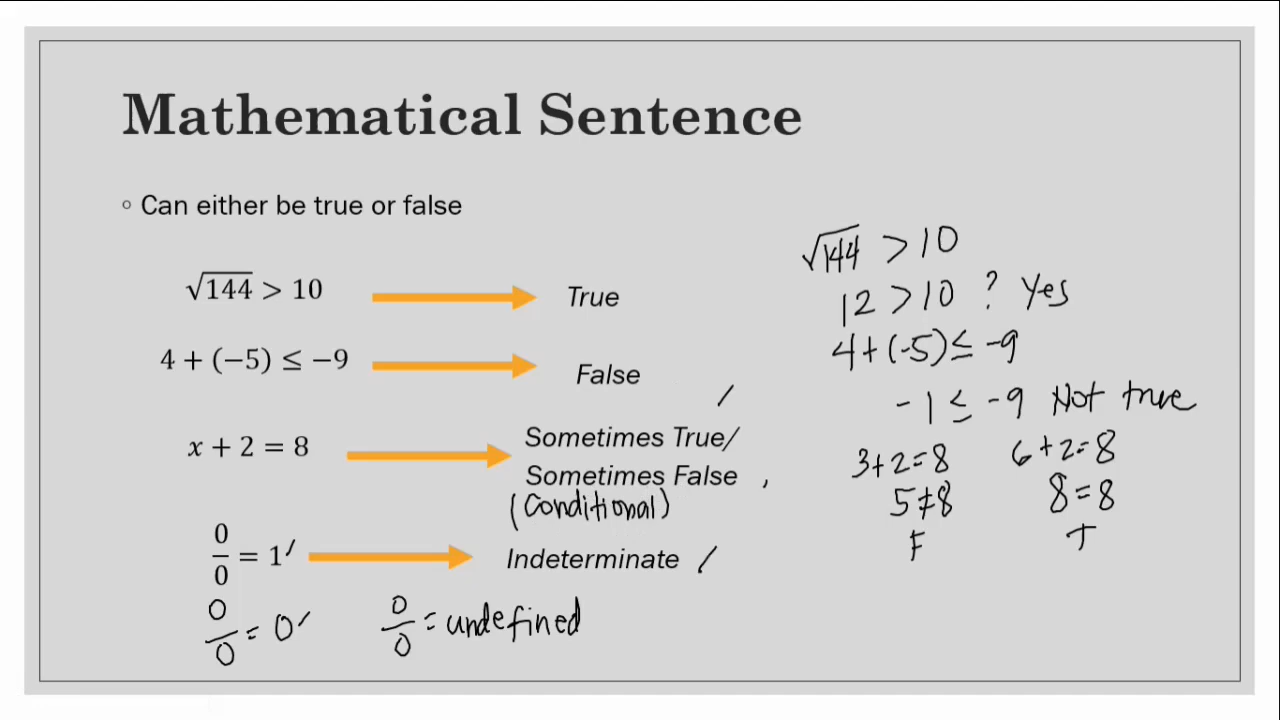 Mathematical Sentence
◦ Can either be true or false
√144 > 10
True
4 + (−5) ≤ −9
False
x + 2 = 8
Sometimes True/
Sometimes False
(Conditional)
0/0 = 1
Indeterminate
0/0 = 0
0/0 = undefined
√144 > 10
12 > 10 ? Yes
4 + (-5) ≤ -9
-1 ≤ -9 Not true
3+2=8
5≠8
F
6+2=8
8=8
T